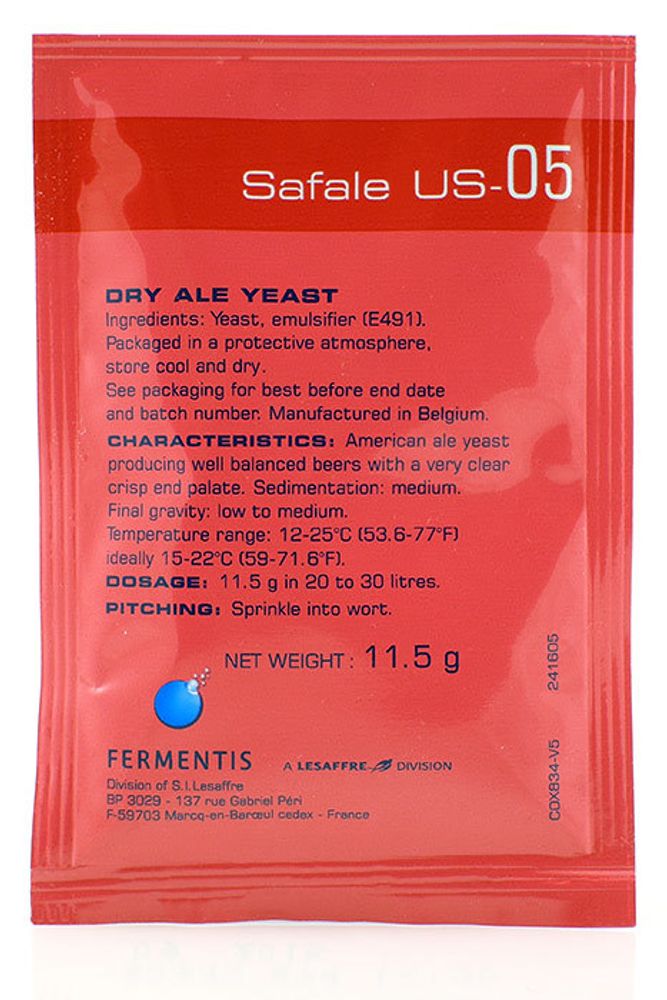 Safale US-05
DRY ALE YEAST
Ingredients: Yeast, emulsifier (E491).
Packaged in a protective atmosphere,
store cool and dry.
See packaging for best before end date
and batch number. Manufactured in Belgium.
CHARACTERISTICS: American ale yeast
producing well balanced beers with a very clear
crisp end palate. Sedimentation: medium.
Final gravity: low to medium.
Temperature range: 12-25°C (53.6-77°F)
ideally 15-22°C (59-71.6°F).
DOSAGE: 11.5 g in 20 to 30 litres.
PITCHING: Sprinkle into wort.
NET WEIGHT: 11.5 g
FERMENTIS A LESAFFRE DIVISION
Division of S.I.Lesaffre
BP 3029 - 137 rue Gabriel Péri
F-59703 Marcq-en-Barœul cedex - France
CDX834-V5 241605